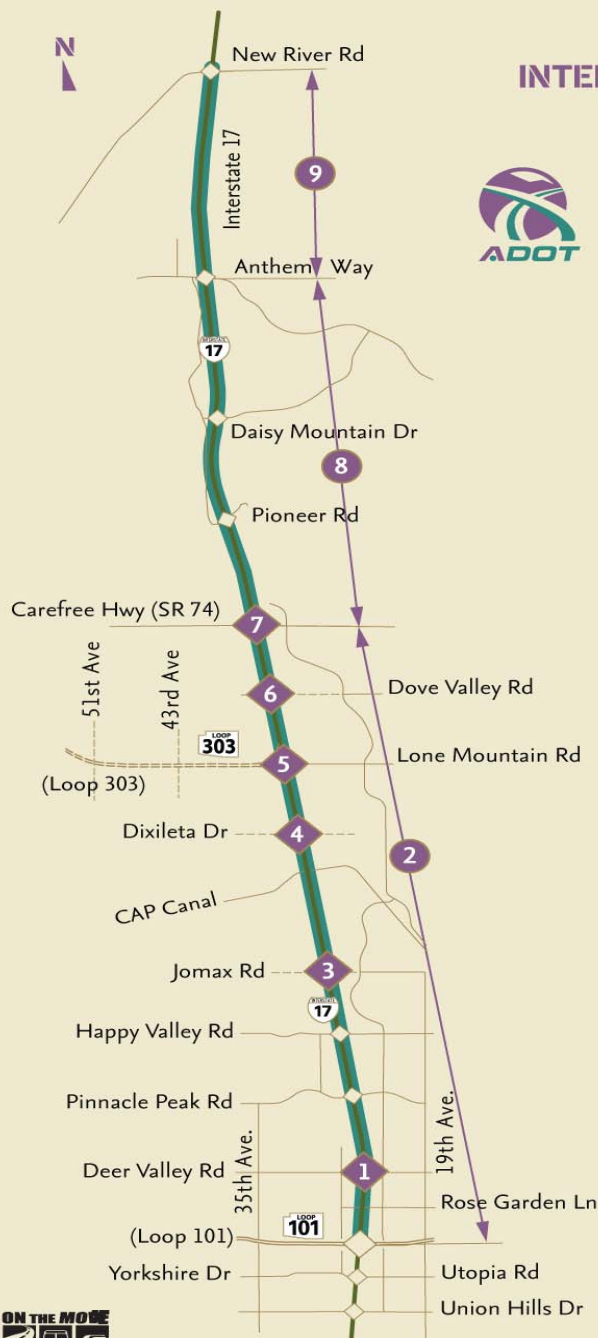 N
New River Rd
INTE
Interstate 17
9
ADOT
Anthem Way
INTERSTATE
17
Daisy Mountain Dr
8
Pioneer Rd
Carefree Hwy (SR 74)
7
51st Ave
43rd Ave
6
Dove Valley Rd
LOOP
303
5
Lone Mountain Rd
(Loop 303)
Dixileta Dr
4
2
CAP Canal
Jomax Rd
3
INTERSTATE
17
Happy Valley Rd
Pinnacle Peak Rd
35th Ave.
19th Ave.
Deer Valley Rd
1
Rose Garden Ln
LOOP
101
(Loop 101)
Yorkshire Dr
Utopia Rd
Union Hills Dr
ON THE MOVE